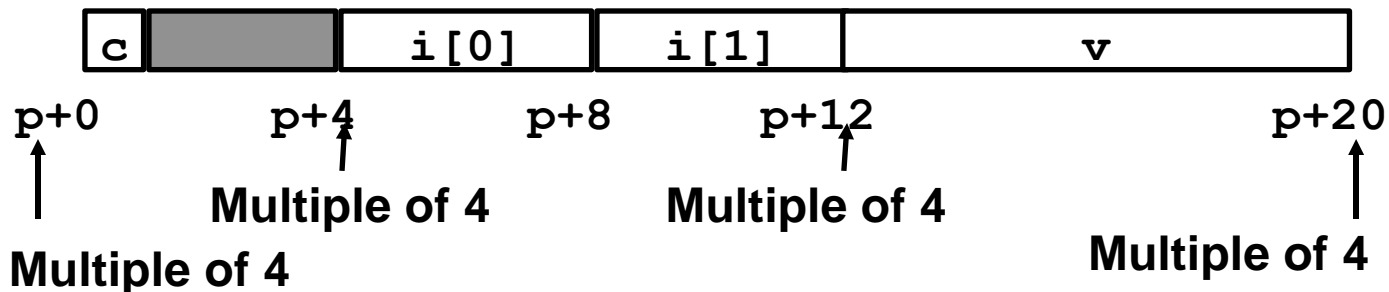 c i[0] i[1] v
p+0 p+4 p+8 p+12 p+20
Multiple of 4 Multiple of 4
Multiple of 4 Multiple of 4